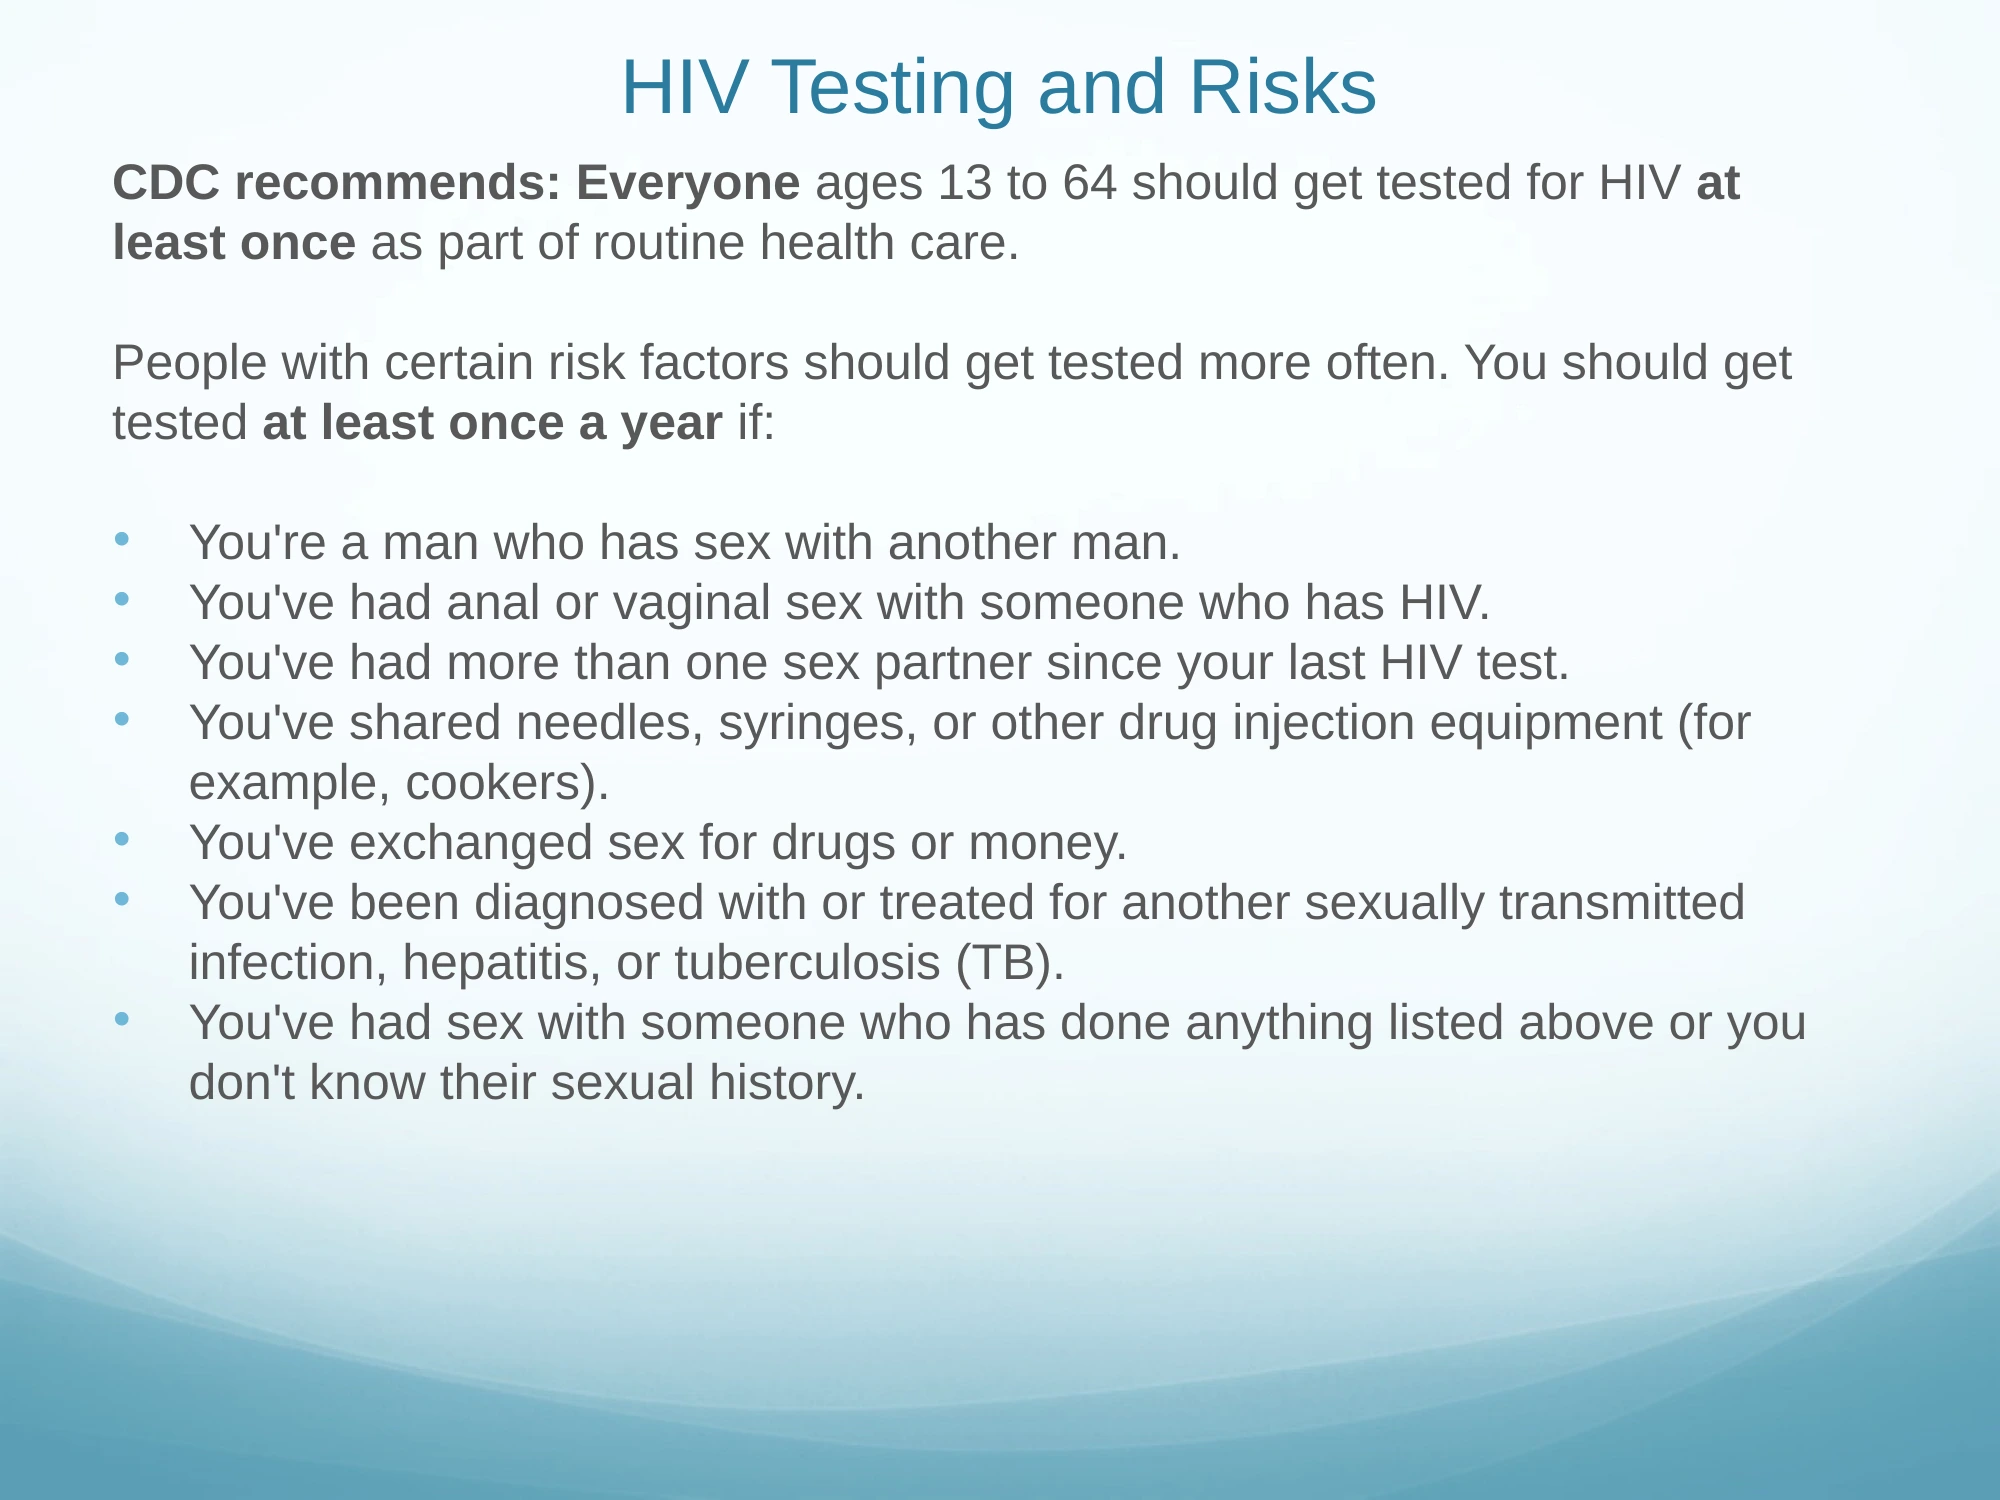 HIV Testing and Risks
CDC recommends: Everyone ages 13 to 64 should get tested for HIV at
least once as part of routine health care.
People with certain risk factors should get tested more often. You should get
tested at least once a year if:
• You're a man who has sex with another man.
• You've had anal or vaginal sex with someone who has HIV.
• You've had more than one sex partner since your last HIV test.
• You've shared needles, syringes, or other drug injection equipment (for
example, cookers).
• You've exchanged sex for drugs or money.
• You've been diagnosed with or treated for another sexually transmitted
infection, hepatitis, or tuberculosis (TB).
• You've had sex with someone who has done anything listed above or you
don't know their sexual history.